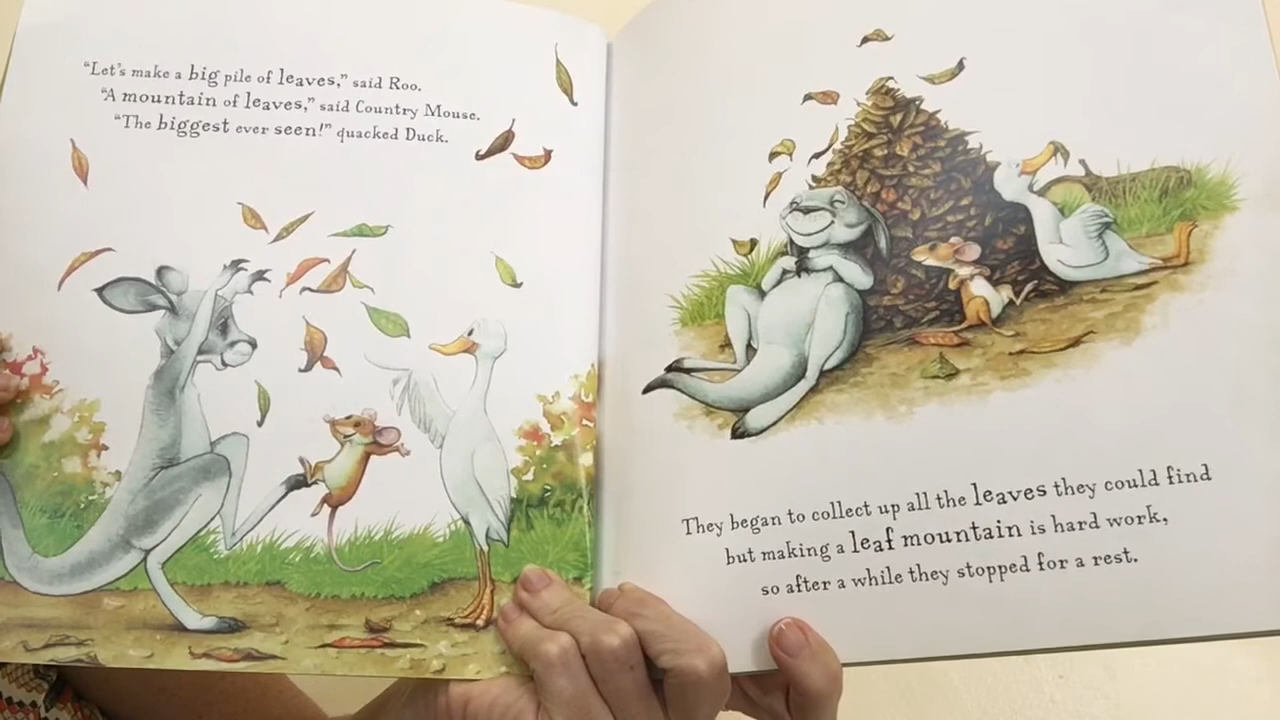 “Let’s make a big pile of leaves,” said Roo.
“A mountain of leaves,” said Country Mouse.
“The biggest ever seen!” quacked Duck.
They began to collect up all the leaves they could find
but making a leaf mountain is hard work,
so after a while they stopped for a rest.